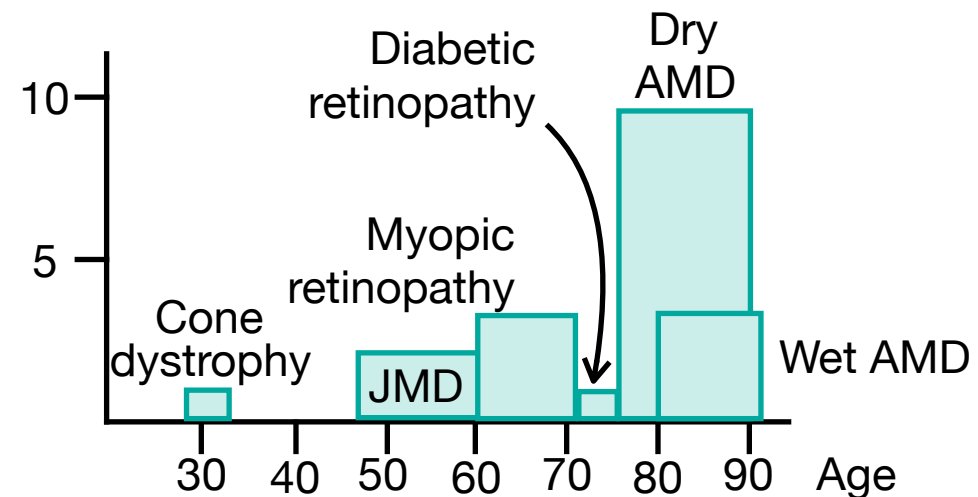 Dry
AMD
Diabetic
retinopathy
10
Myopic
retinopathy
5
Cone
dystrophy
JMD
Wet AMD
30 40 50 60 70 80 90 Age